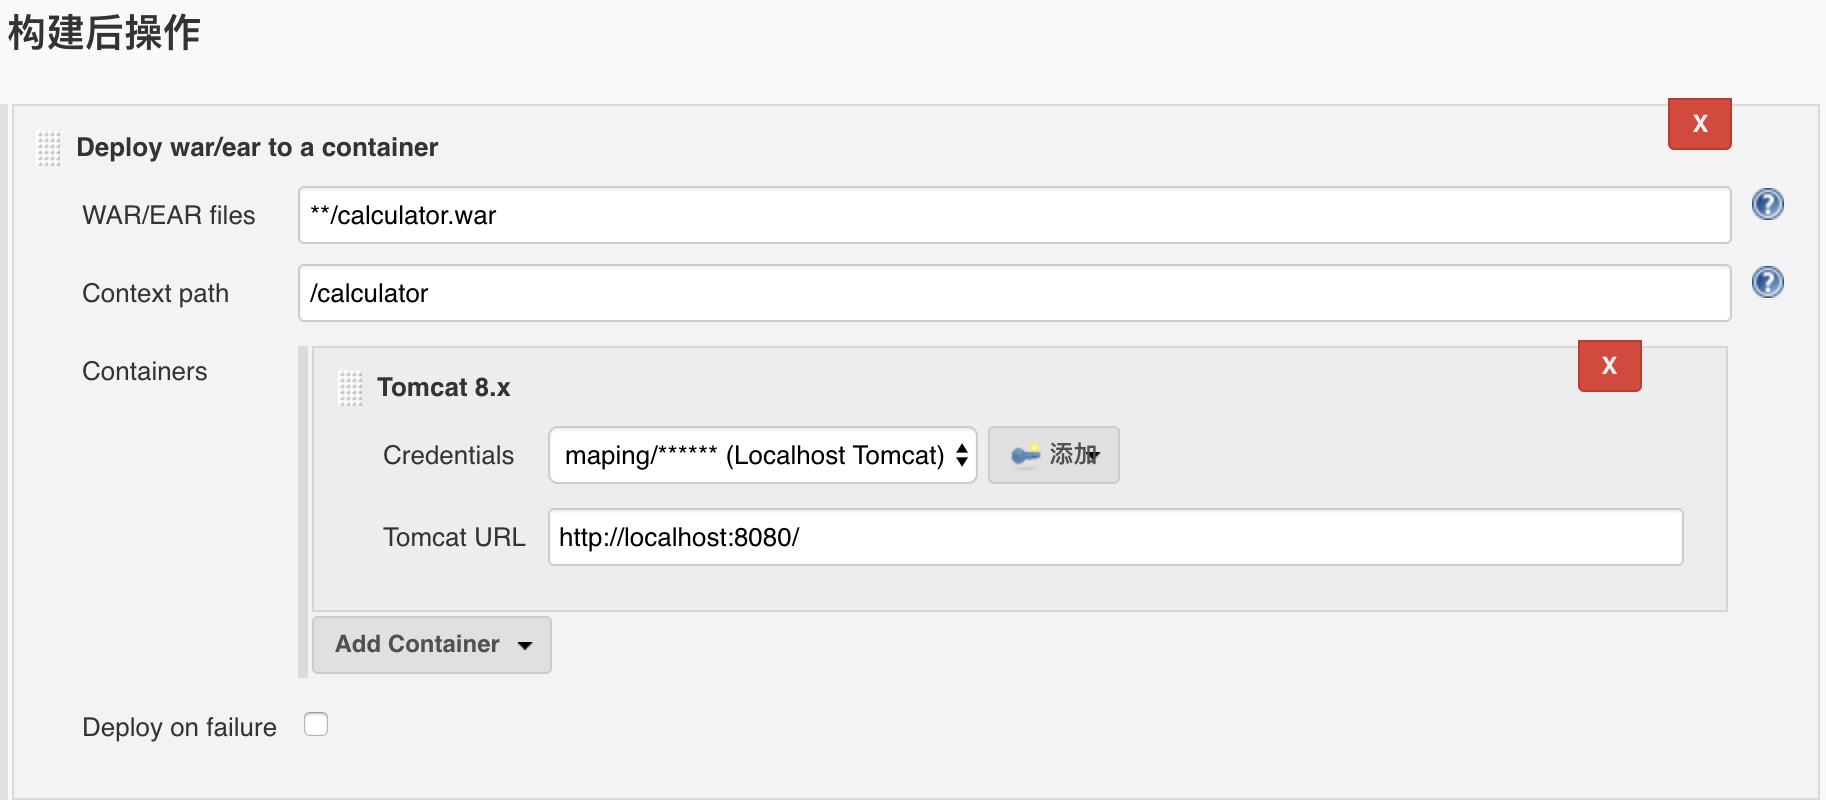 构建后操作
X
Deploy war/ear to a container
WAR/EAR files **/calculator.war ?
Context path /calculator ?
Containers
X
Tomcat 8.x
Credentials maping/****** (Localhost Tomcat) 添加
Tomcat URL http://localhost:8080/
Add Container
Deploy on failure